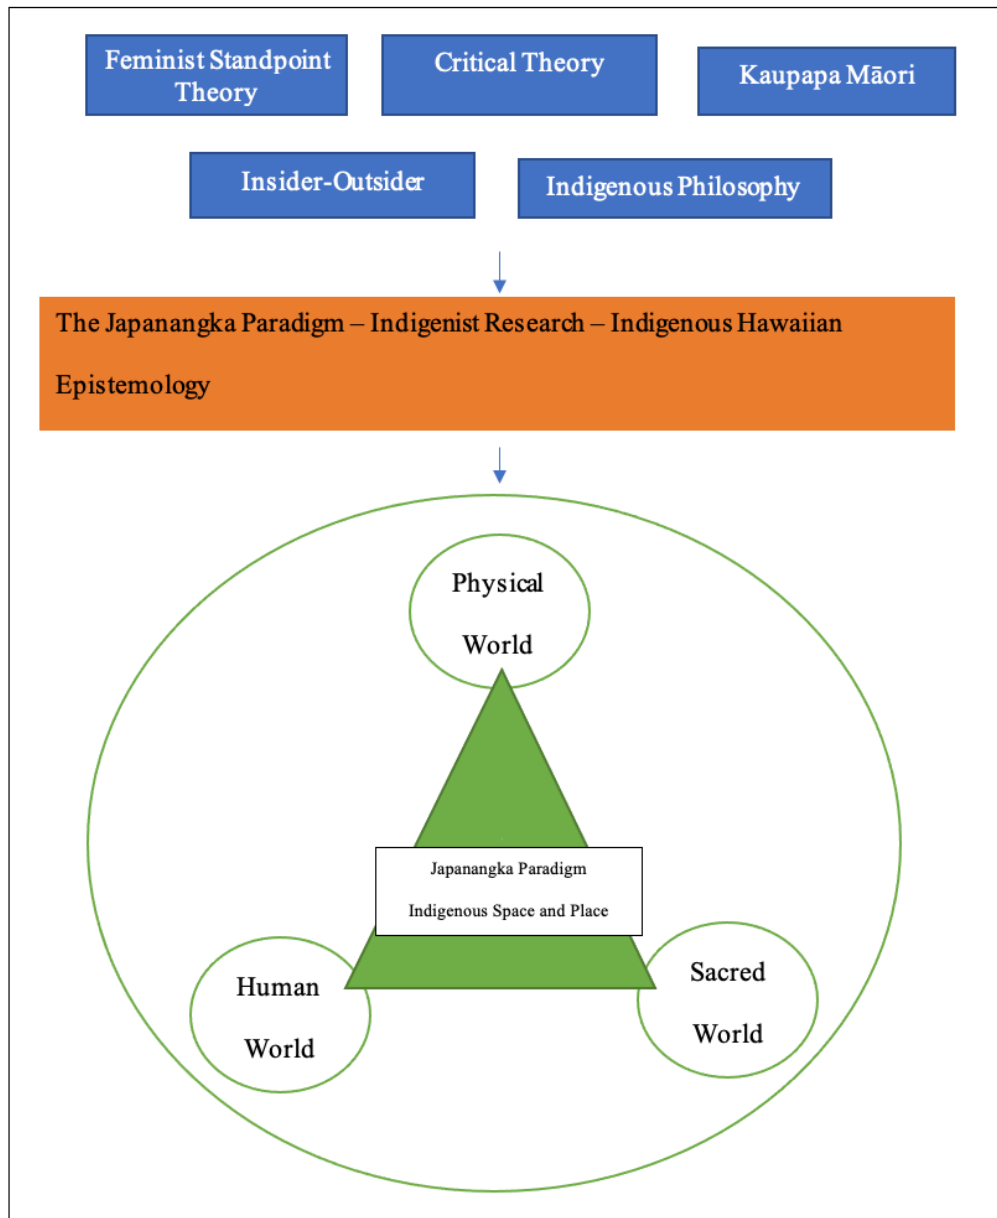 Feminist Standpoint
Theory
Critical Theory
Kaupapa Māori
Insider-Outsider
Indigenous Philosophy
The Japanangka Paradigm – Indigenist Research – Indigenous Hawaiian
Epistemology
Physical
World
Japanangka Paradigm
Indigenous Space and Place
Human
World
Sacred
World